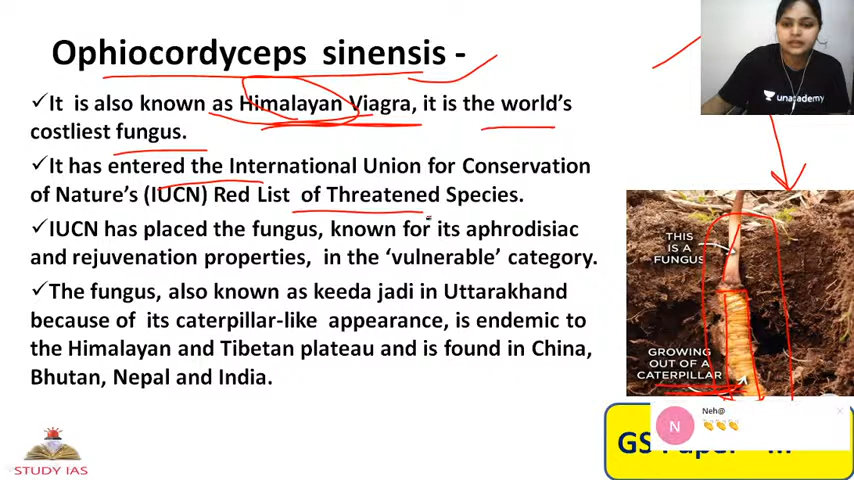 Ophiocordyceps sinensis -
✓It is also known as Himalayan Viagra, it is the world's
costliest fungus.
✓It has entered the International Union for Conservation
of Nature's (IUCN) Red List of Threatened Species.
✓IUCN has placed the fungus, known for its aphrodisiac
and rejuvenation properties, in the ‘vulnerable’ category.
✓The fungus, also known as keeda jadi in Uttarakhand
because of its caterpillar-like appearance, is endemic to
the Himalayan and Tibetan plateau and is found in China,
Bhutan, Nepal and India.
unacademy
THIS
IS A
FUNGUS
GROWING
OUT OF A
CATERPILLAR
Neh@
N
GS
STUDY IAS